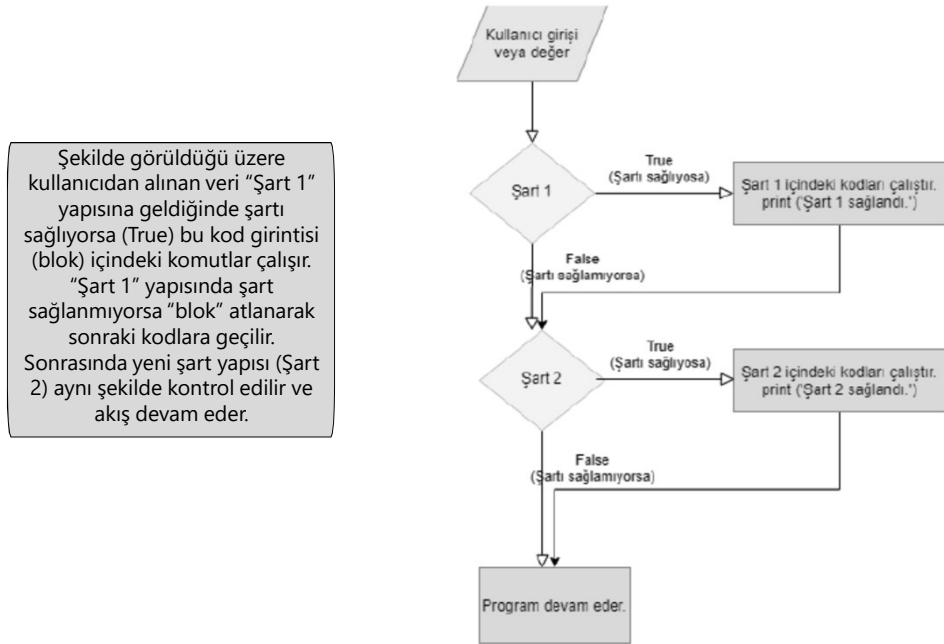 Şekilde görüldüğü üzere
kullanıcıdan alınan veri “Şart 1”
yapısına geldiğinde şartı
sağlıyorsa (True) bu kod girintisi
(blok) içindeki komutlar çalışır.
“Şart 1” yapısında şart
sağlanmıyorsa “blok” atlanarak
sonraki kodlara geçilir.
Sonrasında yeni şart yapısı (Şart
2) aynı şekilde kontrol edilir ve
akış devam eder.
Kullanıcı girişi
veya değer
Şart 1
True
(Şartı sağlıyosa)
Şart 1 içindeki kodları çalıştır.
print ('Şart 1 sağlandı.')
False
(Şartı sağlamıyorsa)
Şart 2
True
(Şartı sağlıyosa)
Şart 2 içindeki kodları çalıştır.
print ('Şart 2 sağlandı.')
False
(Şartı sağlamıyorsa)
Program devam eder.